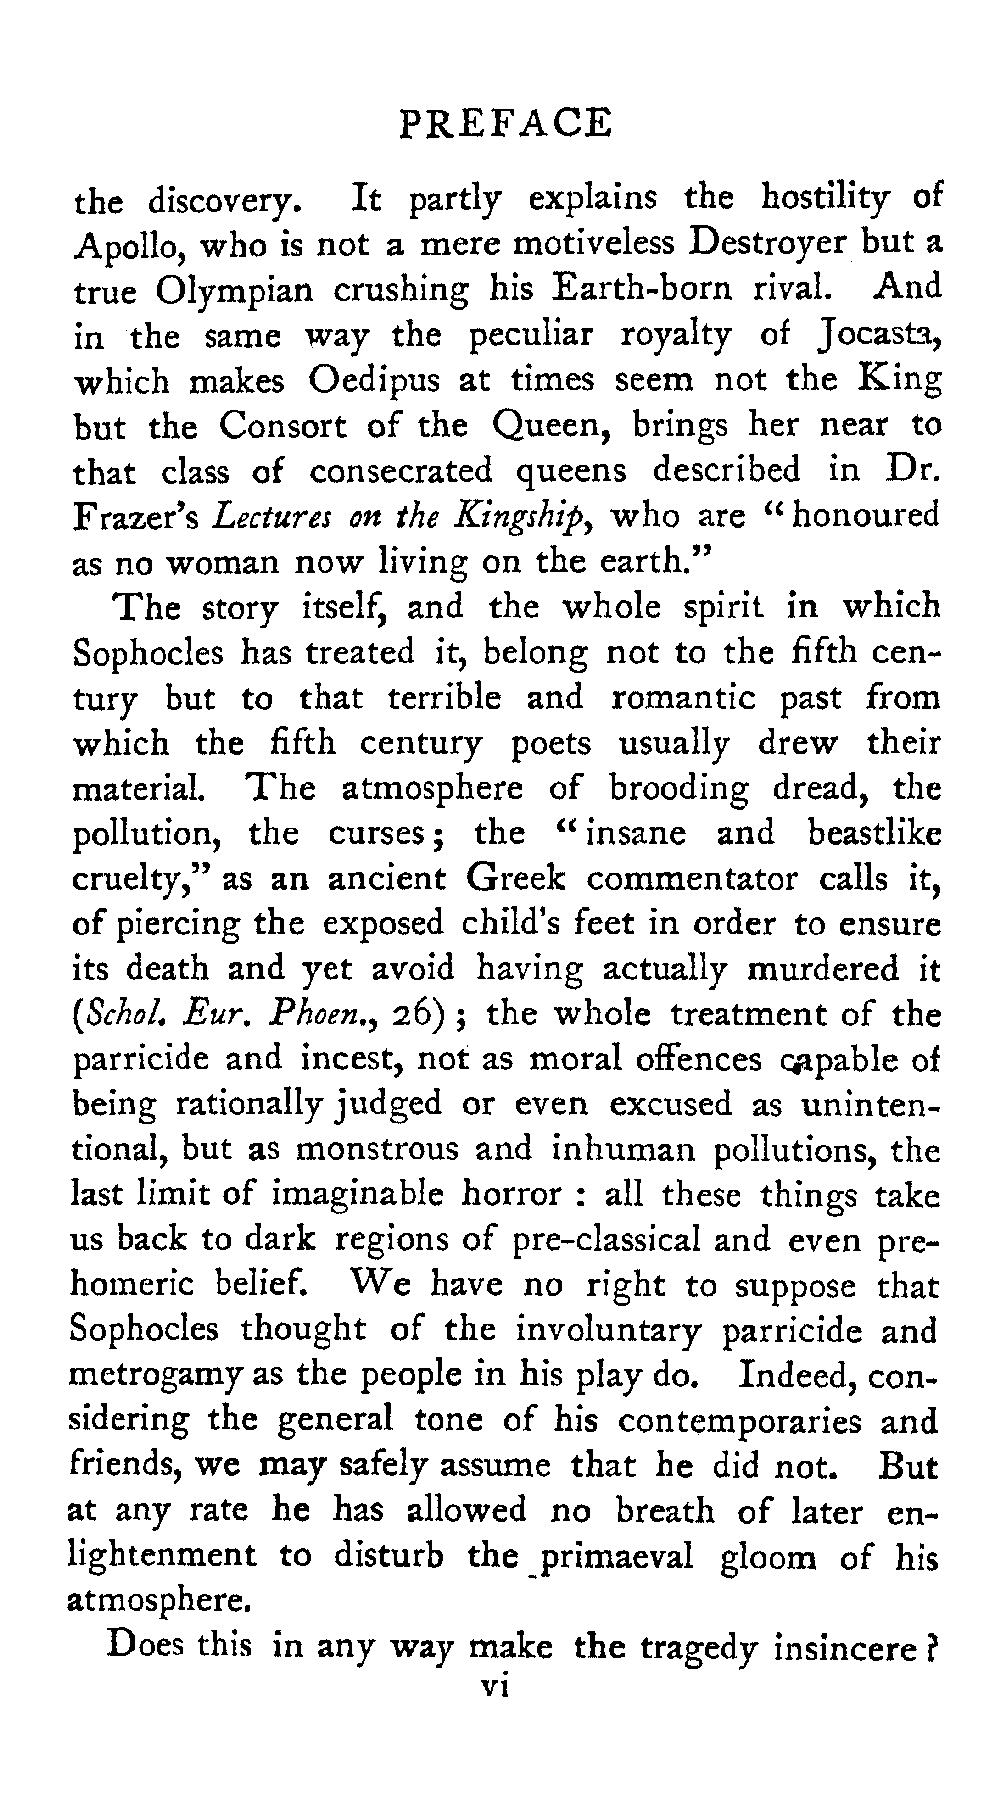 PREFACE
the discovery. It partly explains the hostility of
Apollo, who is not a mere motiveless Destroyer but a
true Olympian crushing his Earth-born rival. And
in the same way the peculiar royalty of Jocasta,
which makes Oedipus at times seem not the King
but the Consort of the Queen, brings her near to
that class of consecrated queens described in Dr.
Frazer's Lectures on the Kingship, who are “honoured
as no woman now living on the earth.”
The story itself, and the whole spirit in which
Sophocles has treated it, belong not to the fifth cen-
tury but to that terrible and romantic past from
which the fifth century poets usually drew their
material. The atmosphere of brooding dread, the
pollution, the curses; the “insane and beastlike
cruelty,” as an ancient Greek commentator calls it,
of piercing the exposed child's feet in order to ensure
its death and yet avoid having actually murdered it
(Schol. Eur. Phoen., 26); the whole treatment of the
parricide and incest, not as moral offences capable of
being rationally judged or even excused as uninten-
tional, but as monstrous and inhuman pollutions, the
last limit of imaginable horror: all these things take
us back to dark regions of pre-classical and even pre-
homeric belief. We have no right to suppose that
Sophocles thought of the involuntary parricide and
metrogamy as the people in his play do. Indeed, con-
sidering the general tone of his contemporaries and
friends, we may safely assume that he did not. But
at any rate he has allowed no breath of later en-
lightenment to disturb the primaeval gloom of his
atmosphere.
Does this in any way make the tragedy insincere?
vi